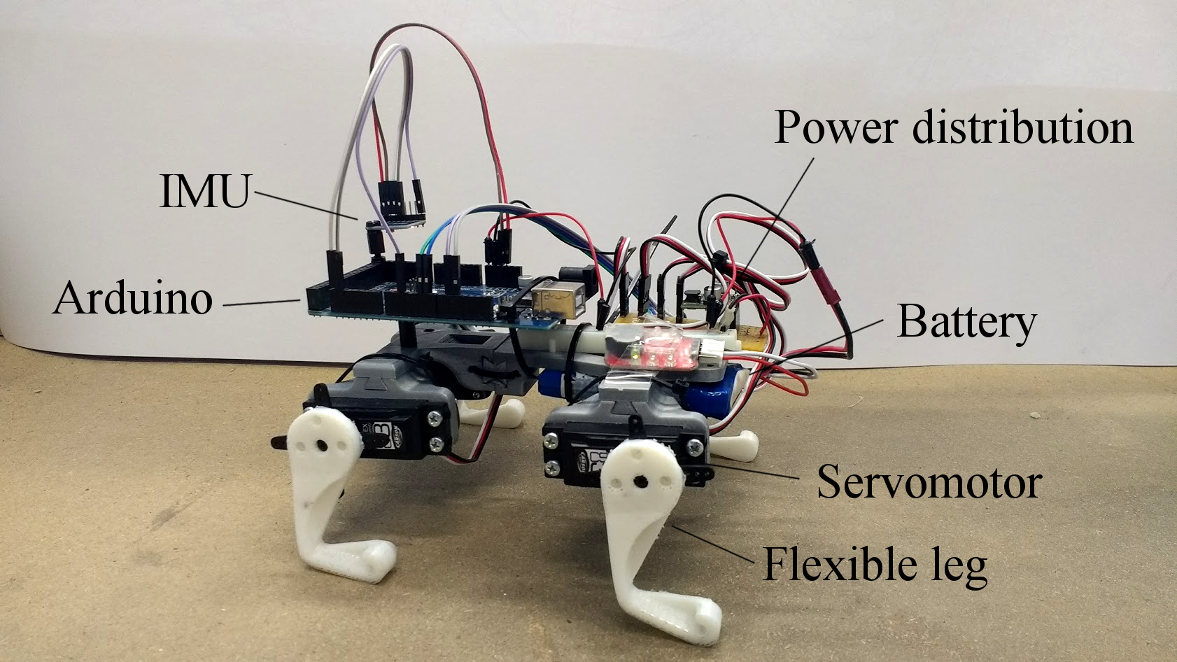 Power distribution
IMU
Arduino
Battery
Servomotor
Flexible leg